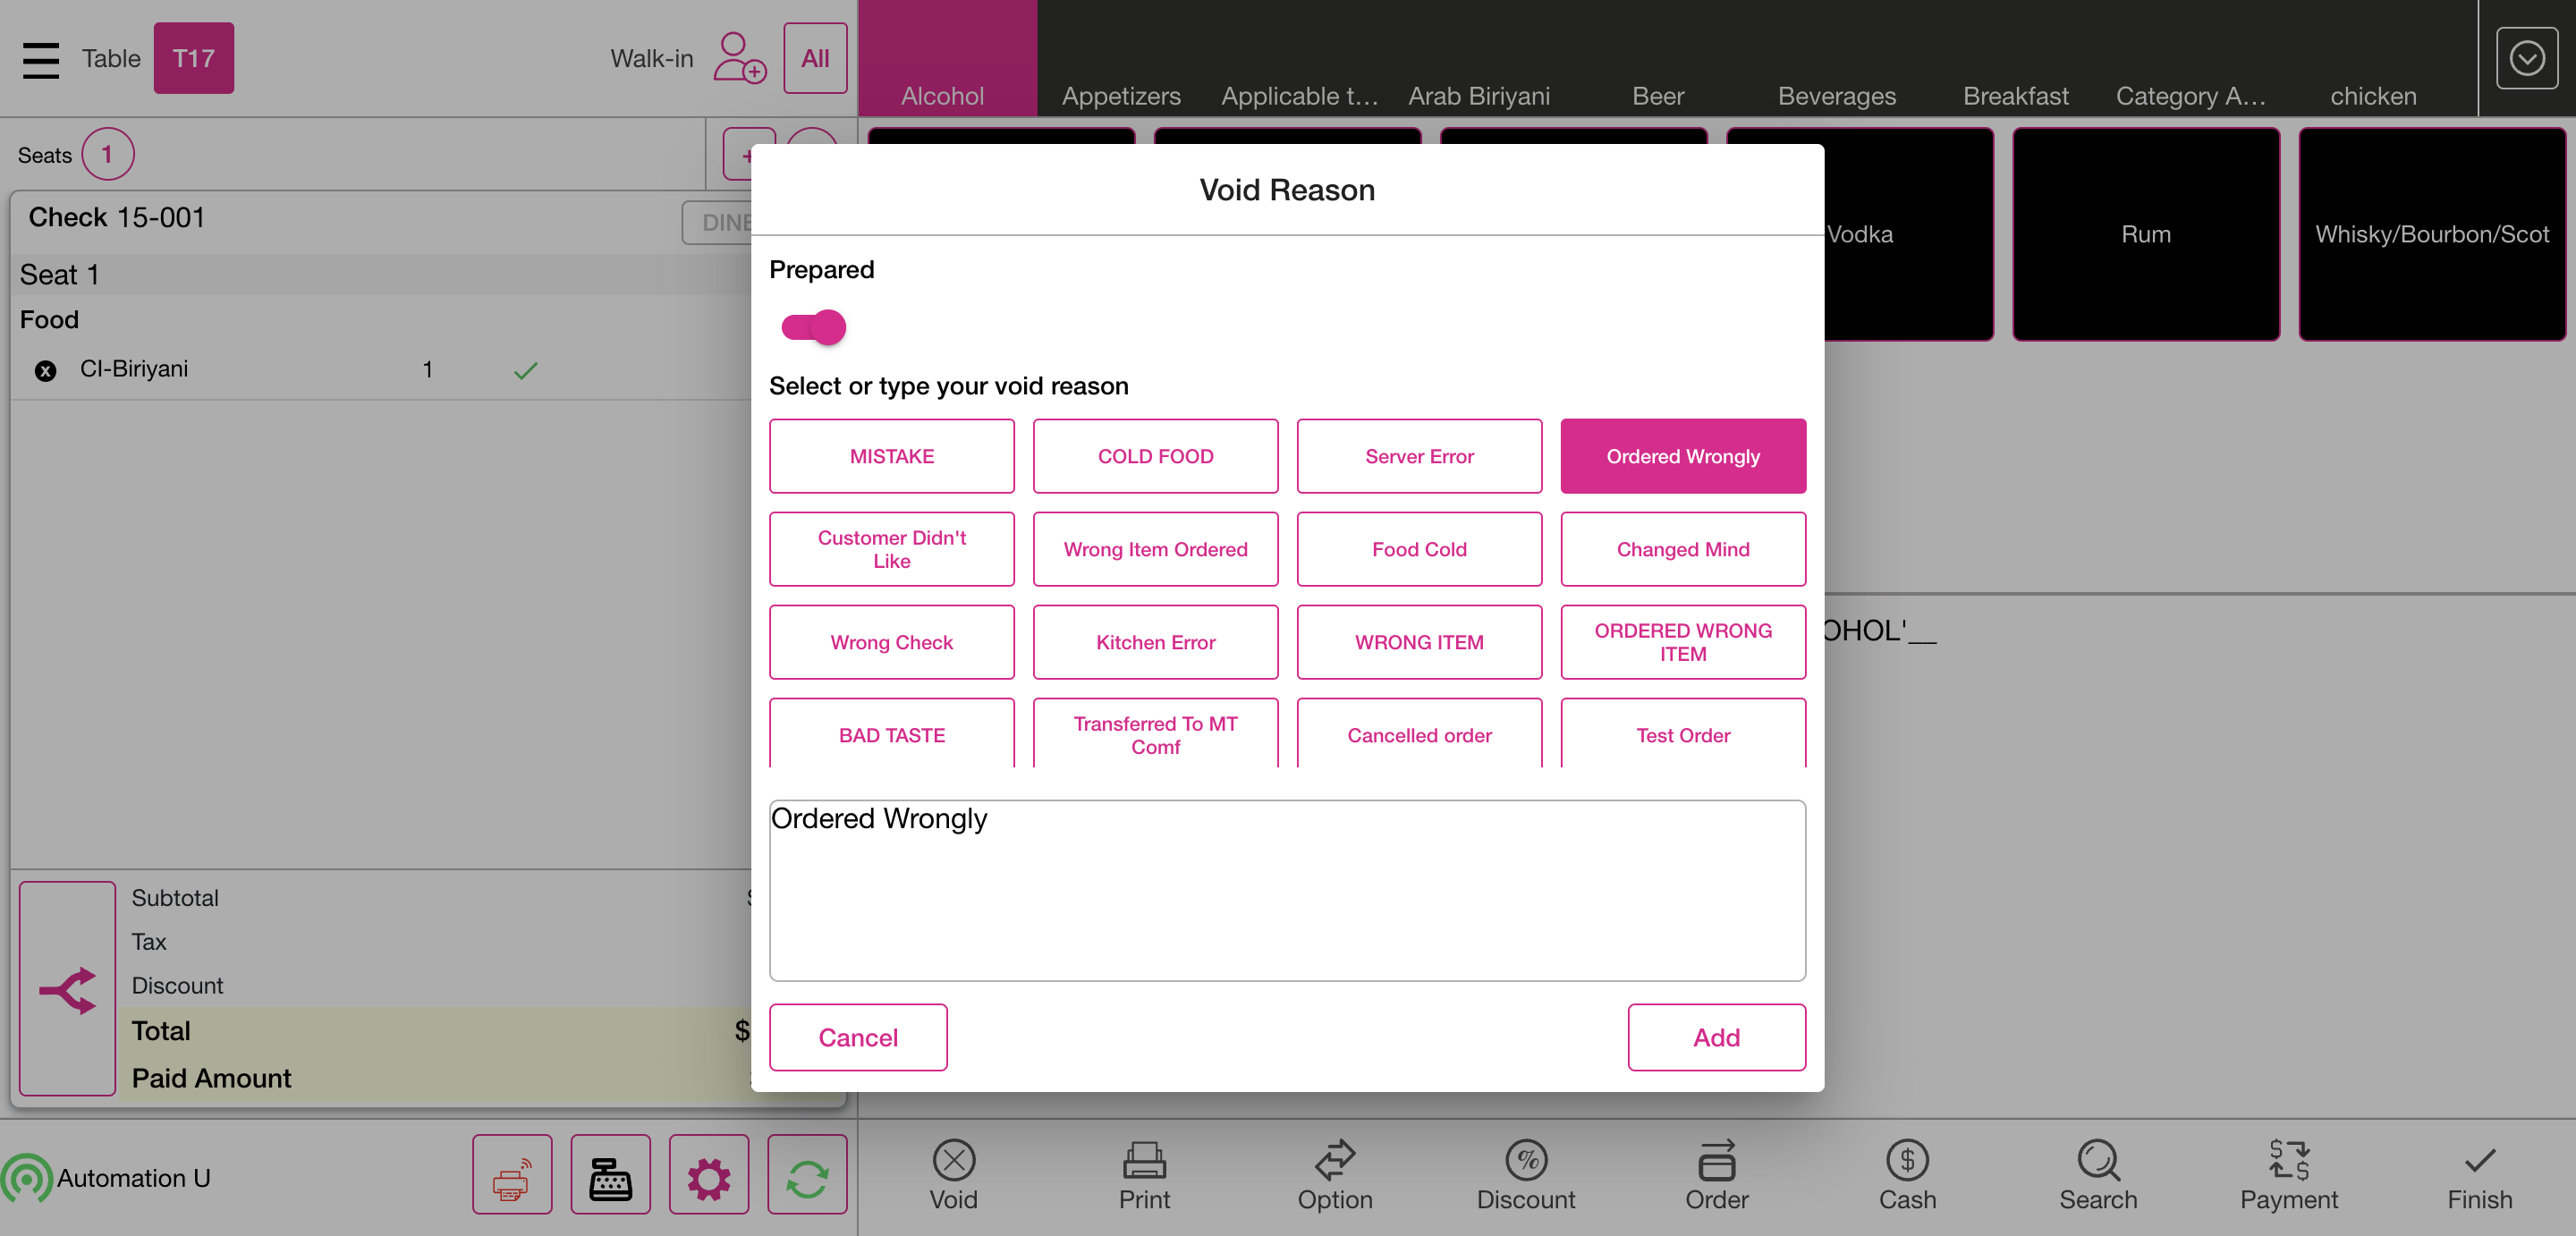 Table T17 Walk-in All
Alcohol Appetizers Applicable t... Arab Biriyani Beer Beverages Breakfast Category A... chicken
Seats 1
Check 15-001
Seat 1
Food
CI-Biriyani 1
Subtotal
Tax
Discount
Total $
Paid Amount
Automation U
Void Reason
Prepared
Select or type your void reason
MISTAKE COLD FOOD Server Error Ordered Wrongly
Customer Didn't
Like
Wrong Item Ordered Food Cold Changed Mind
Wrong Check Kitchen Error WRONG ITEM
ORDERED WRONG
ITEM
BAD TASTE
Transferred To MT
Comf
Cancelled order Test Order
Ordered Wrongly
Cancel Add
Vodka Rum Whisky/Bourbon/Scot
OHOL'__
Void Print Option Discount Order Cash Search Payment Finish